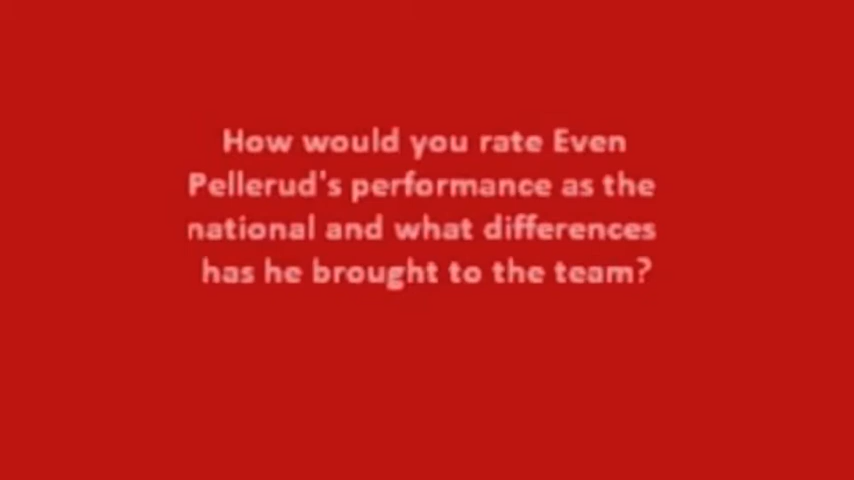 How would you rate Even
Pellerud's performance as the
national and what differences
has he brought to the team?